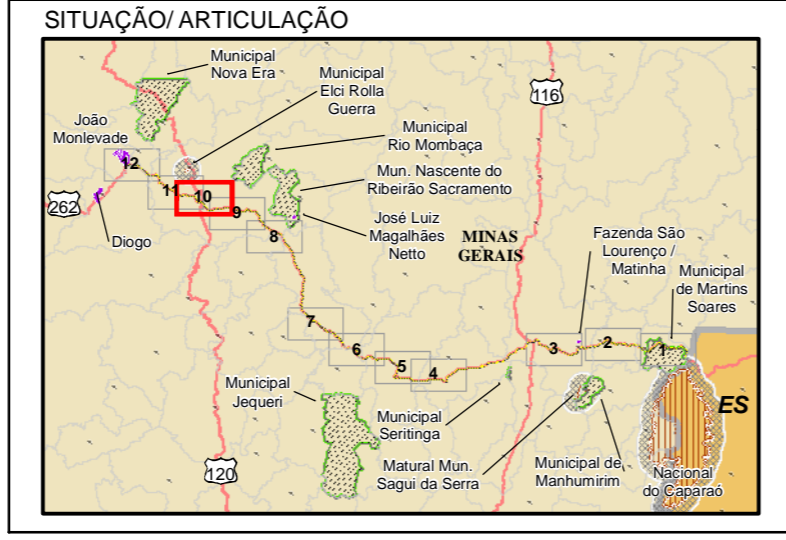 SITUAÇÃO/ ARTICULAÇÃO
Municipal
Nova Era
Municipal
Elci Rolla
Guerra
116
João
Monlevade
Municipal
Rio Mombaça
12
Mun. Nascente do
Ribeirão Sacramento
11
10
262
9
José Luiz
Magalhães
Netto
Diogo
8
MINAS
GERAIS
Fazenda São
Lourenço /
Matinha
Municipal
de Martins
Soares
7
6
5
4
3
2
1
Municipal
Jequeri
Municipal
Seritinga
ES
Matural Mun.
Sagui da Serra
Municipal de
Manhumirim
Nacional
do Caparaó
120